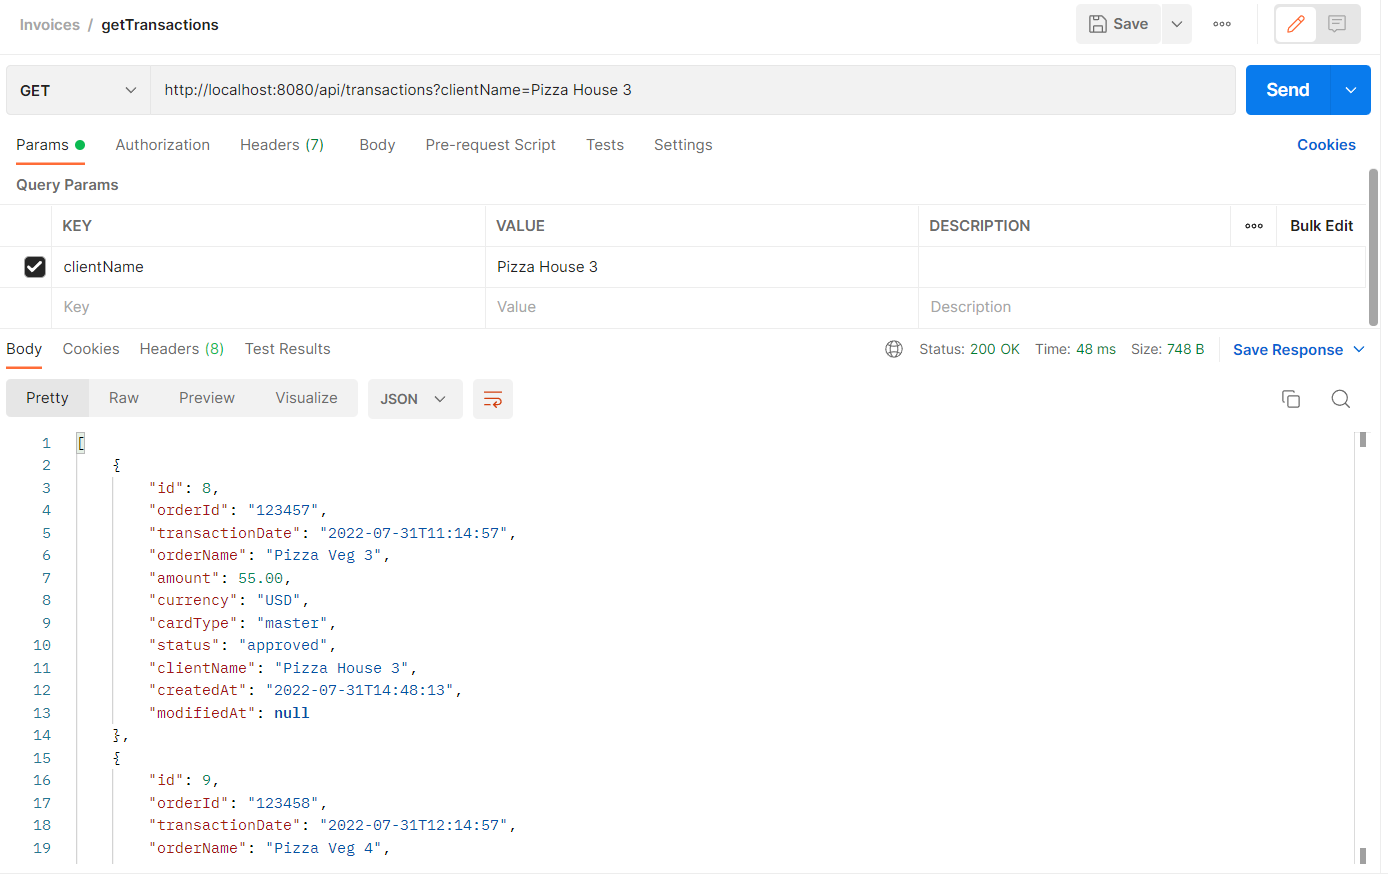 Invoices / getTransactions
Save
GET
http://localhost:8080/api/transactions?clientName=Pizza House 3
Send
Params Authorization Headers (7) Body Pre-request Script Tests Settings Cookies
Query Params
KEY VALUE DESCRIPTION Bulk Edit
clientName Pizza House 3
Key Value Description
Body Cookies Headers (8) Test Results Status: 200 OK Time: 48 ms Size: 748 B Save Response
Pretty Raw Preview Visualize JSON
1 [
2 {
3 "id": 8,
4 "orderId": "123457",
5 "transactionDate": "2022-07-31T11:14:57",
6 "orderName": "Pizza Veg 3",
7 "amount": 55.00,
8 "currency": "USD",
9 "cardType": "master",
10 "status": "approved",
11 "clientName": "Pizza House 3",
12 "createdAt": "2022-07-31T14:48:13",
13 "modifiedAt": null
14 },
15 {
16 "id": 9,
17 "orderId": "123458",
18 "transactionDate": "2022-07-31T12:14:57",
19 "orderName": "Pizza Veg 4",